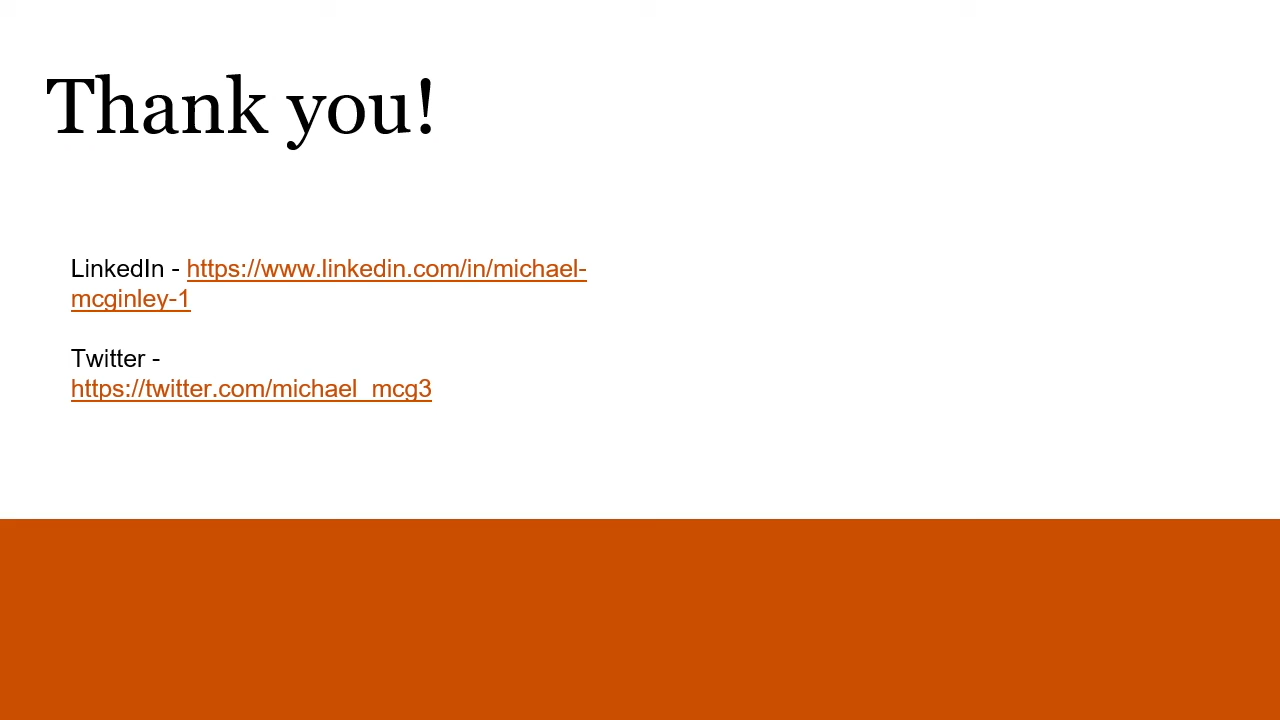 Thank you!
LinkedIn - https://www.linkedin.com/in/michael-
mcginley-1
Twitter -
https://twitter.com/michael_mcg3